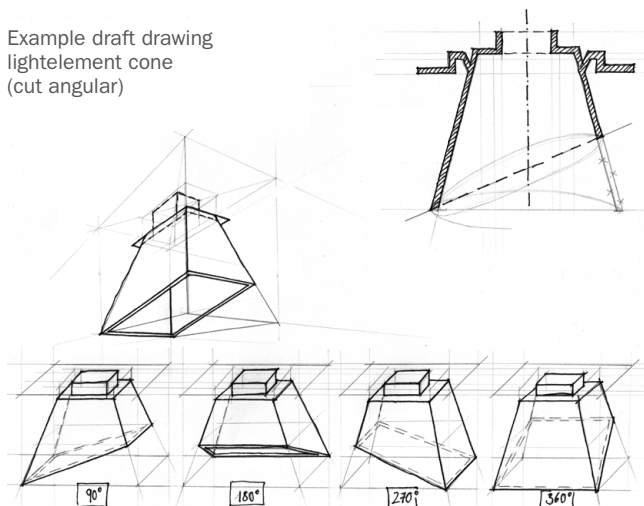 Example draft drawing
lightelement cone
(cut angular)
90°
180°
270°
360°